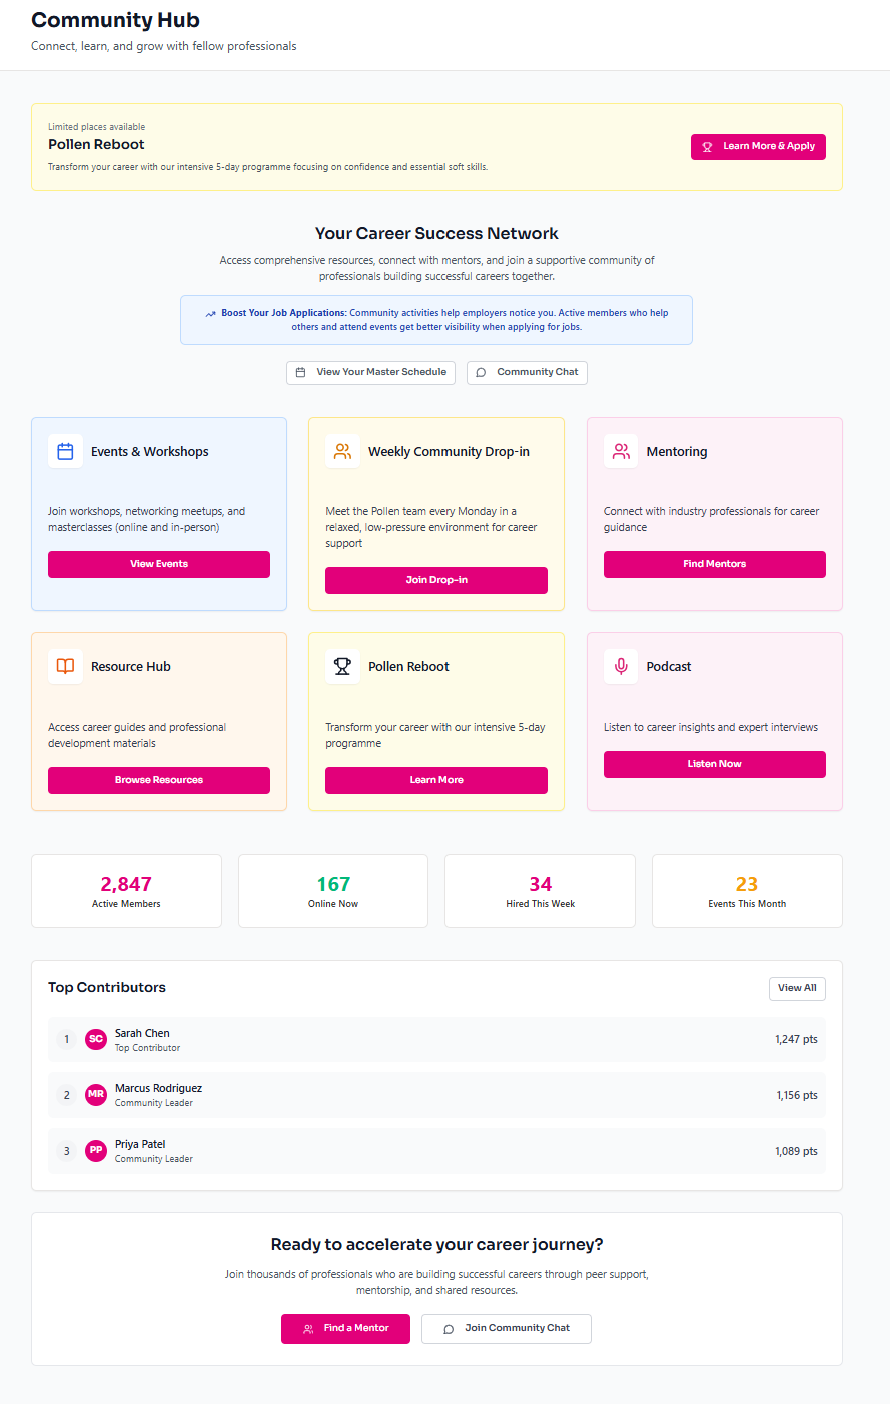 Community Hub
Connect, learn, and grow with fellow professionals
Limited places available
Pollen Reboot
Transform your career with our intensive 5-day programme focusing on confidence and essential soft skills.
Learn More & Apply
Your Career Success Network
Access comprehensive resources, connect with mentors, and join a supportive community of
professionals building successful careers together.
Boost Your Job Applications: Community activities help employers notice you. Active members who help
others and attend events get better visibility when applying for jobs.
View Your Master Schedule
Community Chat
Events & Workshops
Join workshops, networking meetups, and
masterclasses (online and in-person)
View Events
Weekly Community Drop-in
Meet the Pollen team every Monday in a
relaxed, low-pressure environment for career
support
Join Drop-in
Mentoring
Connect with industry professionals for career
guidance
Find Mentors
Resource Hub
Access career guides and professional
development materials
Browse Resources
Pollen Reboot
Transform your career with our intensive 5-day
programme
Learn More
Podcast
Listen to career insights and expert interviews
Listen Now
2,847
Active Members
167
Online Now
34
Hired This Week
23
Events This Month
Top Contributors
View All
1
SC
Sarah Chen
Top Contributor
1,247 pts
2
MR
Marcus Rodriguez
Community Leader
1,156 pts
3
PP
Priya Patel
Community Leader
1,089 pts
Ready to accelerate your career journey?
Join thousands of professionals who are building successful careers through peer support,
mentorship, and shared resources.
Find a Mentor
Join Community Chat